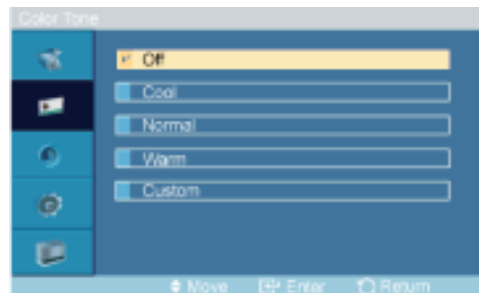 Color Tone
Off
Cool
Normal
Warm
Custom
Move Enter Return